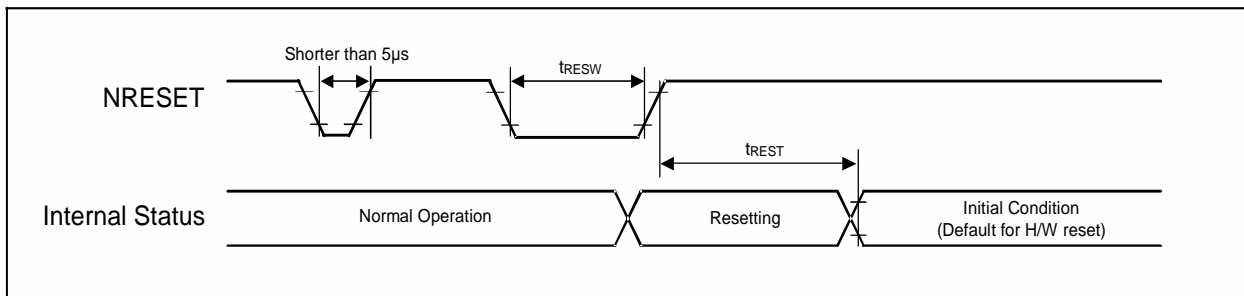 Shorter than 5µs
tRESW
NRESET
tREST
Internal Status
Normal Operation
Resetting
Initial Condition
(Default for H/W reset)